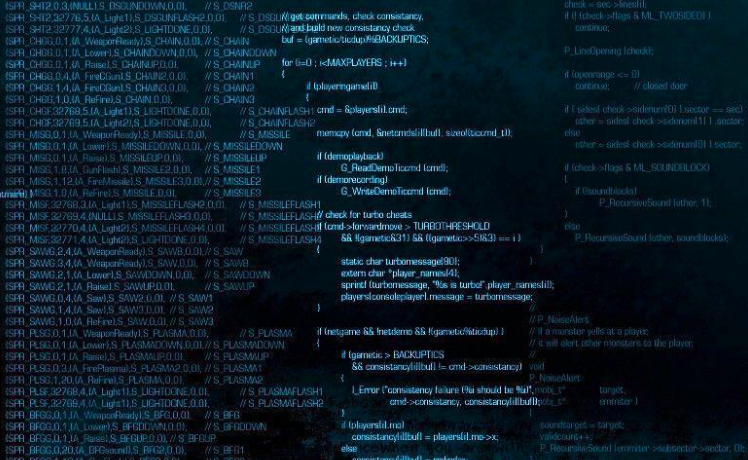 {SPR_SHT2,0,3,{NULL},S_DSGUNDOWN,0,0}, // S_DSNR2
{SPR_SHT2,32776,5,{A_Light1},S_DSGUNFLASH2,0,0},
{SPR_SHT2,32777,4,{A_Light2},S_LIGHTDONE,0,0},
{SPR_CHGG,0,1,{A_WeaponReady},S_CHAIN,0,0}, // S_CHAIN
{SPR_CHGG,0,1,{A_Lower},S_CHAINDOWN,0,0}, // S_CHAINDOWN
{SPR_CHGG,0,1,{A_Raise},S_CHAINUP,0,0}, // S_CHAINUP
{SPR_CHGG,0,4,{A_FireCGun},S_CHAIN2,0,0}, // S_CHAIN1
{SPR_CHGG,1,4,{A_FireCGun},S_CHAIN3,0,0}, // S_CHAIN2
{SPR_CHGG,1,0,{A_ReFire},S_CHAIN,0,0}, // S_CHAIN3
{SPR_CHGF,32768,5,{A_Light1},S_LIGHTDONE,0,0}, // S_CHAINFLASH1
{SPR_CHGF,32769,5,{A_Light2},S_LIGHTDONE,0,0}, // S_CHAINFLASH2
{SPR_MISG,0,1,{A_WeaponReady},S_MISSILE,0,0}, // S_MISSILE
{SPR_MISG,0,1,{A_Lower},S_MISSILEDOWN,0,0}, // S_MISSILEDOWN
{SPR_MISG,0,1,{A_Raise},S_MISSILEUP,0,0}, // S_MISSILEUP
{SPR_MISG,1,8,{A_GunFlash},S_MISSILE2,0,0}, // S_MISSILE1
{SPR_MISG,1,12,{A_FireMissile},S_MISSILE3,0,0}, // S_MISSILE2
{SPR_MISG,1,0,{A_ReFire},S_MISSILE,0,0}, // S_MISSILE3
{SPR_MISF,32768,3,{A_Light1},S_MISSILEFLASH2,0,0}, // S_MISSILEFLASH1
{SPR_MISF,32769,4,{NULL},S_MISSILEFLASH3,0,0},
{SPR_MISF,32770,4,{A_Light2},S_MISSILEFLASH4,0,0}, // S_MISSILEFLASH3
{SPR_MISF,32771,4,{A_Light2},S_LIGHTDONE,0,0}, // S_MISSILEFLASH4
{SPR_SAWG,2,4,{A_WeaponReady},S_SAWB,0,0}, // S_SAW
{SPR_SAWG,3,4,{A_WeaponReady},S_SAW,0,0}, // S_SAWB
{SPR_SAWG,2,1,{A_Lower},S_SAWDOWN,0,0}, // S_SAWDOWN
{SPR_SAWG,2,1,{A_Raise},S_SAWUP,0,0}, // S_SAWUP
{SPR_SAWG,0,4,{A_Saw},S_SAW2,0,0}, // S_SAW1
{SPR_SAWG,1,4,{A_Saw},S_SAW3,0,0}, // S_SAW2
{SPR_SAWG,1,0,{A_ReFire},S_SAW,0,0}, // S_SAW3
{SPR_PLSG,0,1,{A_WeaponReady},S_PLASMA,0,0}, // S_PLASMA
{SPR_PLSG,0,1,{A_Lower},S_PLASMADOWN,0,0}, // S_PLASMADOWN
{SPR_PLSG,0,1,{A_Raise},S_PLASMAUP,0,0}, // S_PLASMAUP
{SPR_PLSG,0,3,{A_FirePlasma},S_PLASMA2,0,0}, // S_PLASMA1
{SPR_PLSG,1,20,{A_ReFire},S_PLASMA,0,0}, // S_PLASMA2
{SPR_PLSF,32768,4,{A_Light1},S_LIGHTDONE,0,0}, // S_PLASMAFLASH1
{SPR_PLSF,32769,4,{A_Light1},S_LIGHTDONE,0,0}, // S_PLASMAFLASH2
{SPR_BFGG,0,1,{A_WeaponReady},S_BFG,0,0}, // S_BFG
{SPR_BFGG,0,1,{A_Lower},S_BFGDOWN,0,0}, // S_BFGDOWN
{SPR_BFGG,0,1,{A_Raise},S_BFGUP,0,0}, // S_BFGUP
{SPR_BFGG,0,20,{A_BFGsound},S_BFG2,0,0}, // S_BFG1
// get commands, check consistancy,
// and build new consistancy check
buf = (gametic/ticdup)%BACKUPTICS;
for (i=0 ; i<MAXPLAYERS ; i++)
{
if (playeringame[i])
{
cmd = &players[i].cmd;
memcpy (cmd, &netcmds[i][buf], sizeof(ticcmd_t));
if (demoplayback)
G_ReadDemoTiccmd (cmd);
if (demorecording)
G_WriteDemoTiccmd (cmd);
// check for turbo cheats
if (cmd->forwardmove > TURBOTHRESHOLD
&& !(gametic&31) && ((gametic>>5)&3) == i )
{
static char turbomessage[80];
extern char *player_names[4];
sprintf (turbomessage, "%s is turbo!",player_names[i]);
players[consoleplayer].message = turbomessage;
}
if (netgame && !netdemo && !(gametic%ticdup) )
{
if (gametic > BACKUPTICS
&& consistancy[i][buf] != cmd->consistancy)
{
I_Error ("consistency failure (%i should be %i)",
cmd->consistancy, consistancy[i][buf]);
}
if (players[i].mo)
consistancy[i][buf] = players[i].mo->x;
else
check = sec->lines[i];
if (! (check->flags & ML_TWOSIDED) )
continue;
P_LineOpening (check);
if (openrange <= 0)
continue; // closed door
if ( sides[ check->sidenum[0] ].sector == sec)
other = sides[ check->sidenum[1] ] .sector;
else
other = sides[ check->sidenum[0] ].sector;
if (check->flags & ML_SOUNDBLOCK)
{
if (!soundblocks)
P_RecursiveSound (other, 1);
}
else
P_RecursiveSound (other, soundblocks);
}
}
//
// P_NoiseAlert
// If a monster yells at a player,
// it will alert other monsters to the player.
//
void
P_NoiseAlert
mobj_t* target,
mobj_t* emmiter )
soundtarget = target;
validcount++;
P_RecursiveSound (emmiter->subsector->sector, 0);